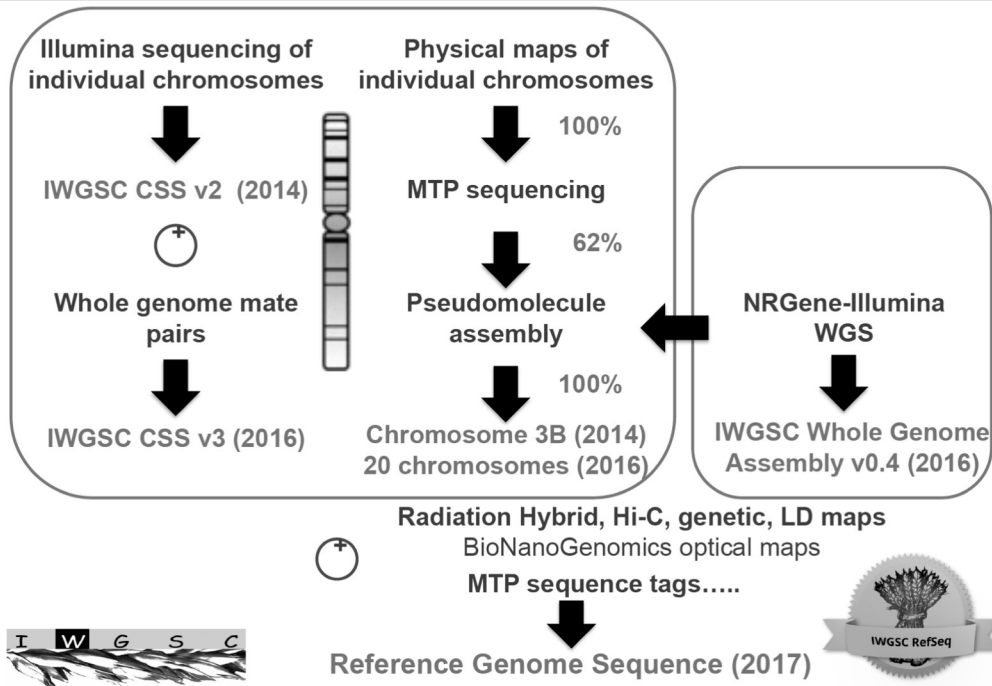 Illumina sequencing of
individual chromosomes
IWGSC CSS v2 (2014)
+
Whole genome mate
pairs
IWGSC CSS v3 (2016)
Physical maps of
individual chromosomes
100%
MTP sequencing
62%
Pseudomolecule
assembly
100%
Chromosome 3B (2014)
20 chromosomes (2016)
NRGene-Illumina
WGS
IWGSC Whole Genome
Assembly v0.4 (2016)
Radiation Hybrid, Hi-C, genetic, LD maps
+
BioNanoGenomics optical maps
MTP sequence tags.....
Reference Genome Sequence (2017)
I W G S C
IWGSC RefSeq